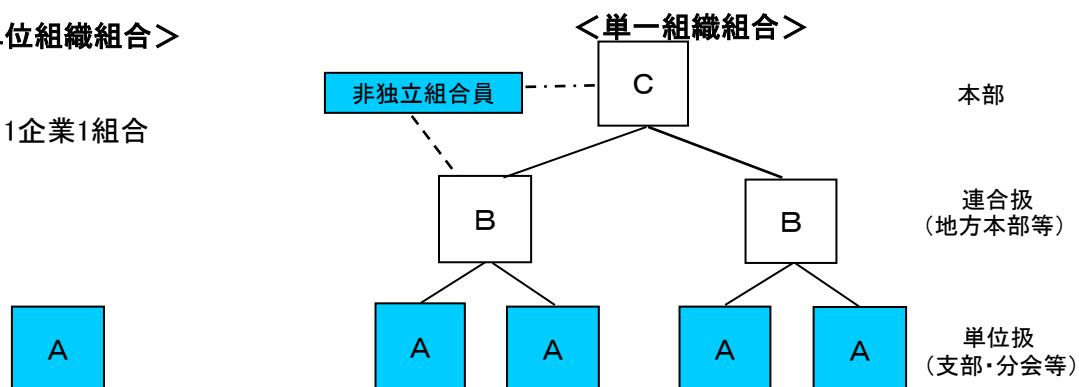 位組織組合＞
＜単一組織組合＞
非独立組合員
C
本部
1企業1組合
B
B
連合扱
（地方本部等）
A
A
A
A
A
単位扱
（支部・分会等）